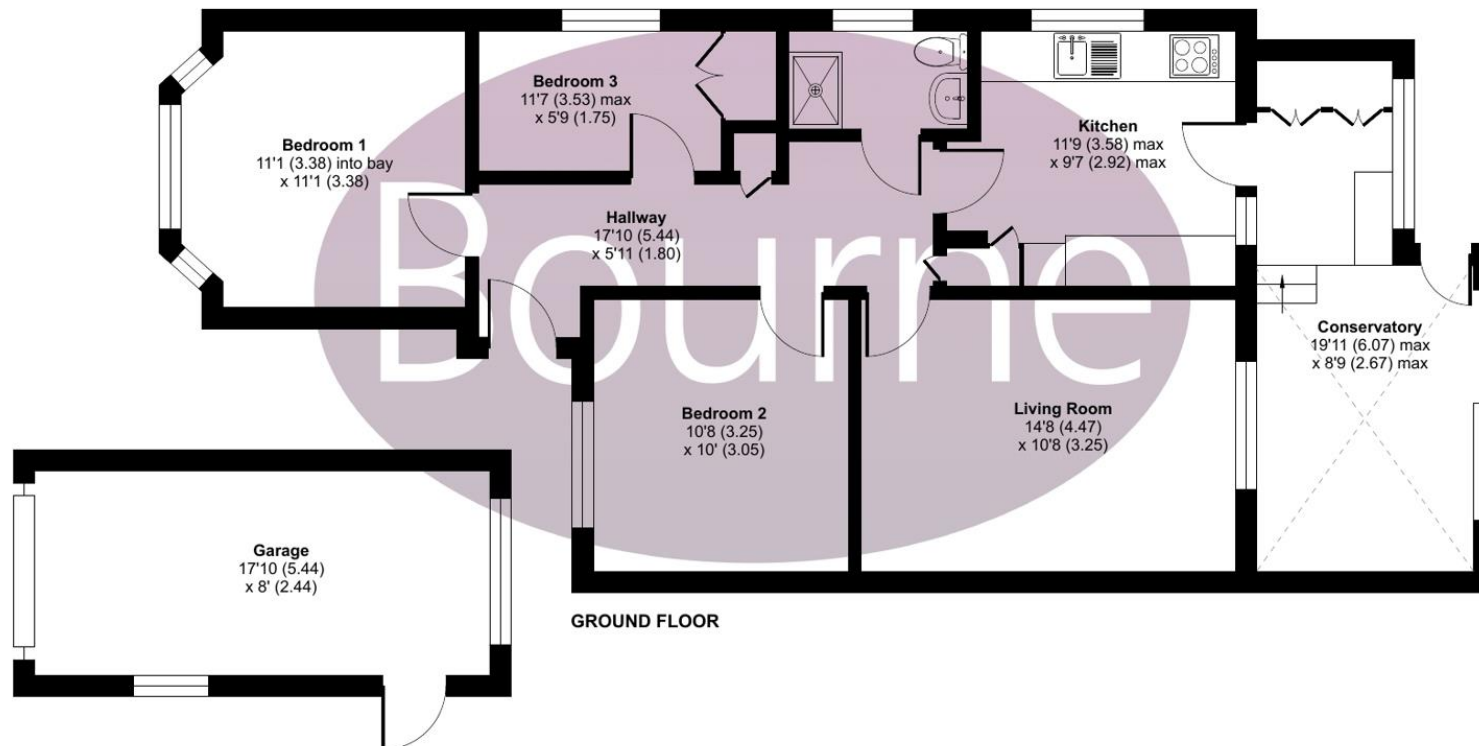 Bedroom 1
11'1 (3.38) into bay
x 11'1 (3.38)
Bedroom 3
11'7 (3.53) max
x 5'9 (1.75)
Kitchen
11'9 (3.58) max
x 9'7 (2.92) max
Hallway
17'10 (5.44)
x 5'11 (1.80)
Bourne
Conservatory
19'11 (6.07) max
x 8'9 (2.67) max
Bedroom 2
10'8 (3.25)
x 10' (3.05)
Living Room
14'8 (4.47)
x 10'8 (3.25)
Garage
17'10 (5.44)
x 8' (2.44)
GROUND FLOOR